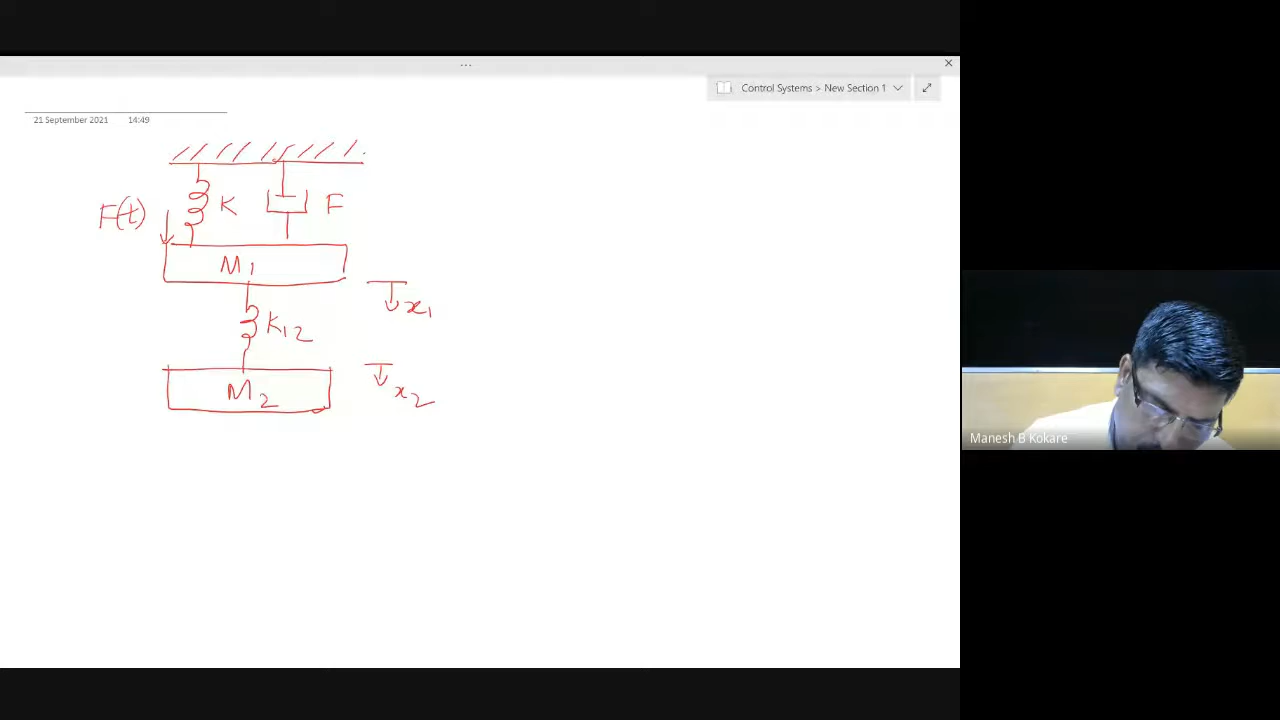 Control Systems > New Section 1
21 September 2021 14:49
F(t) K F
M1
x1
K12
M2
x2
Manesh B Kokare